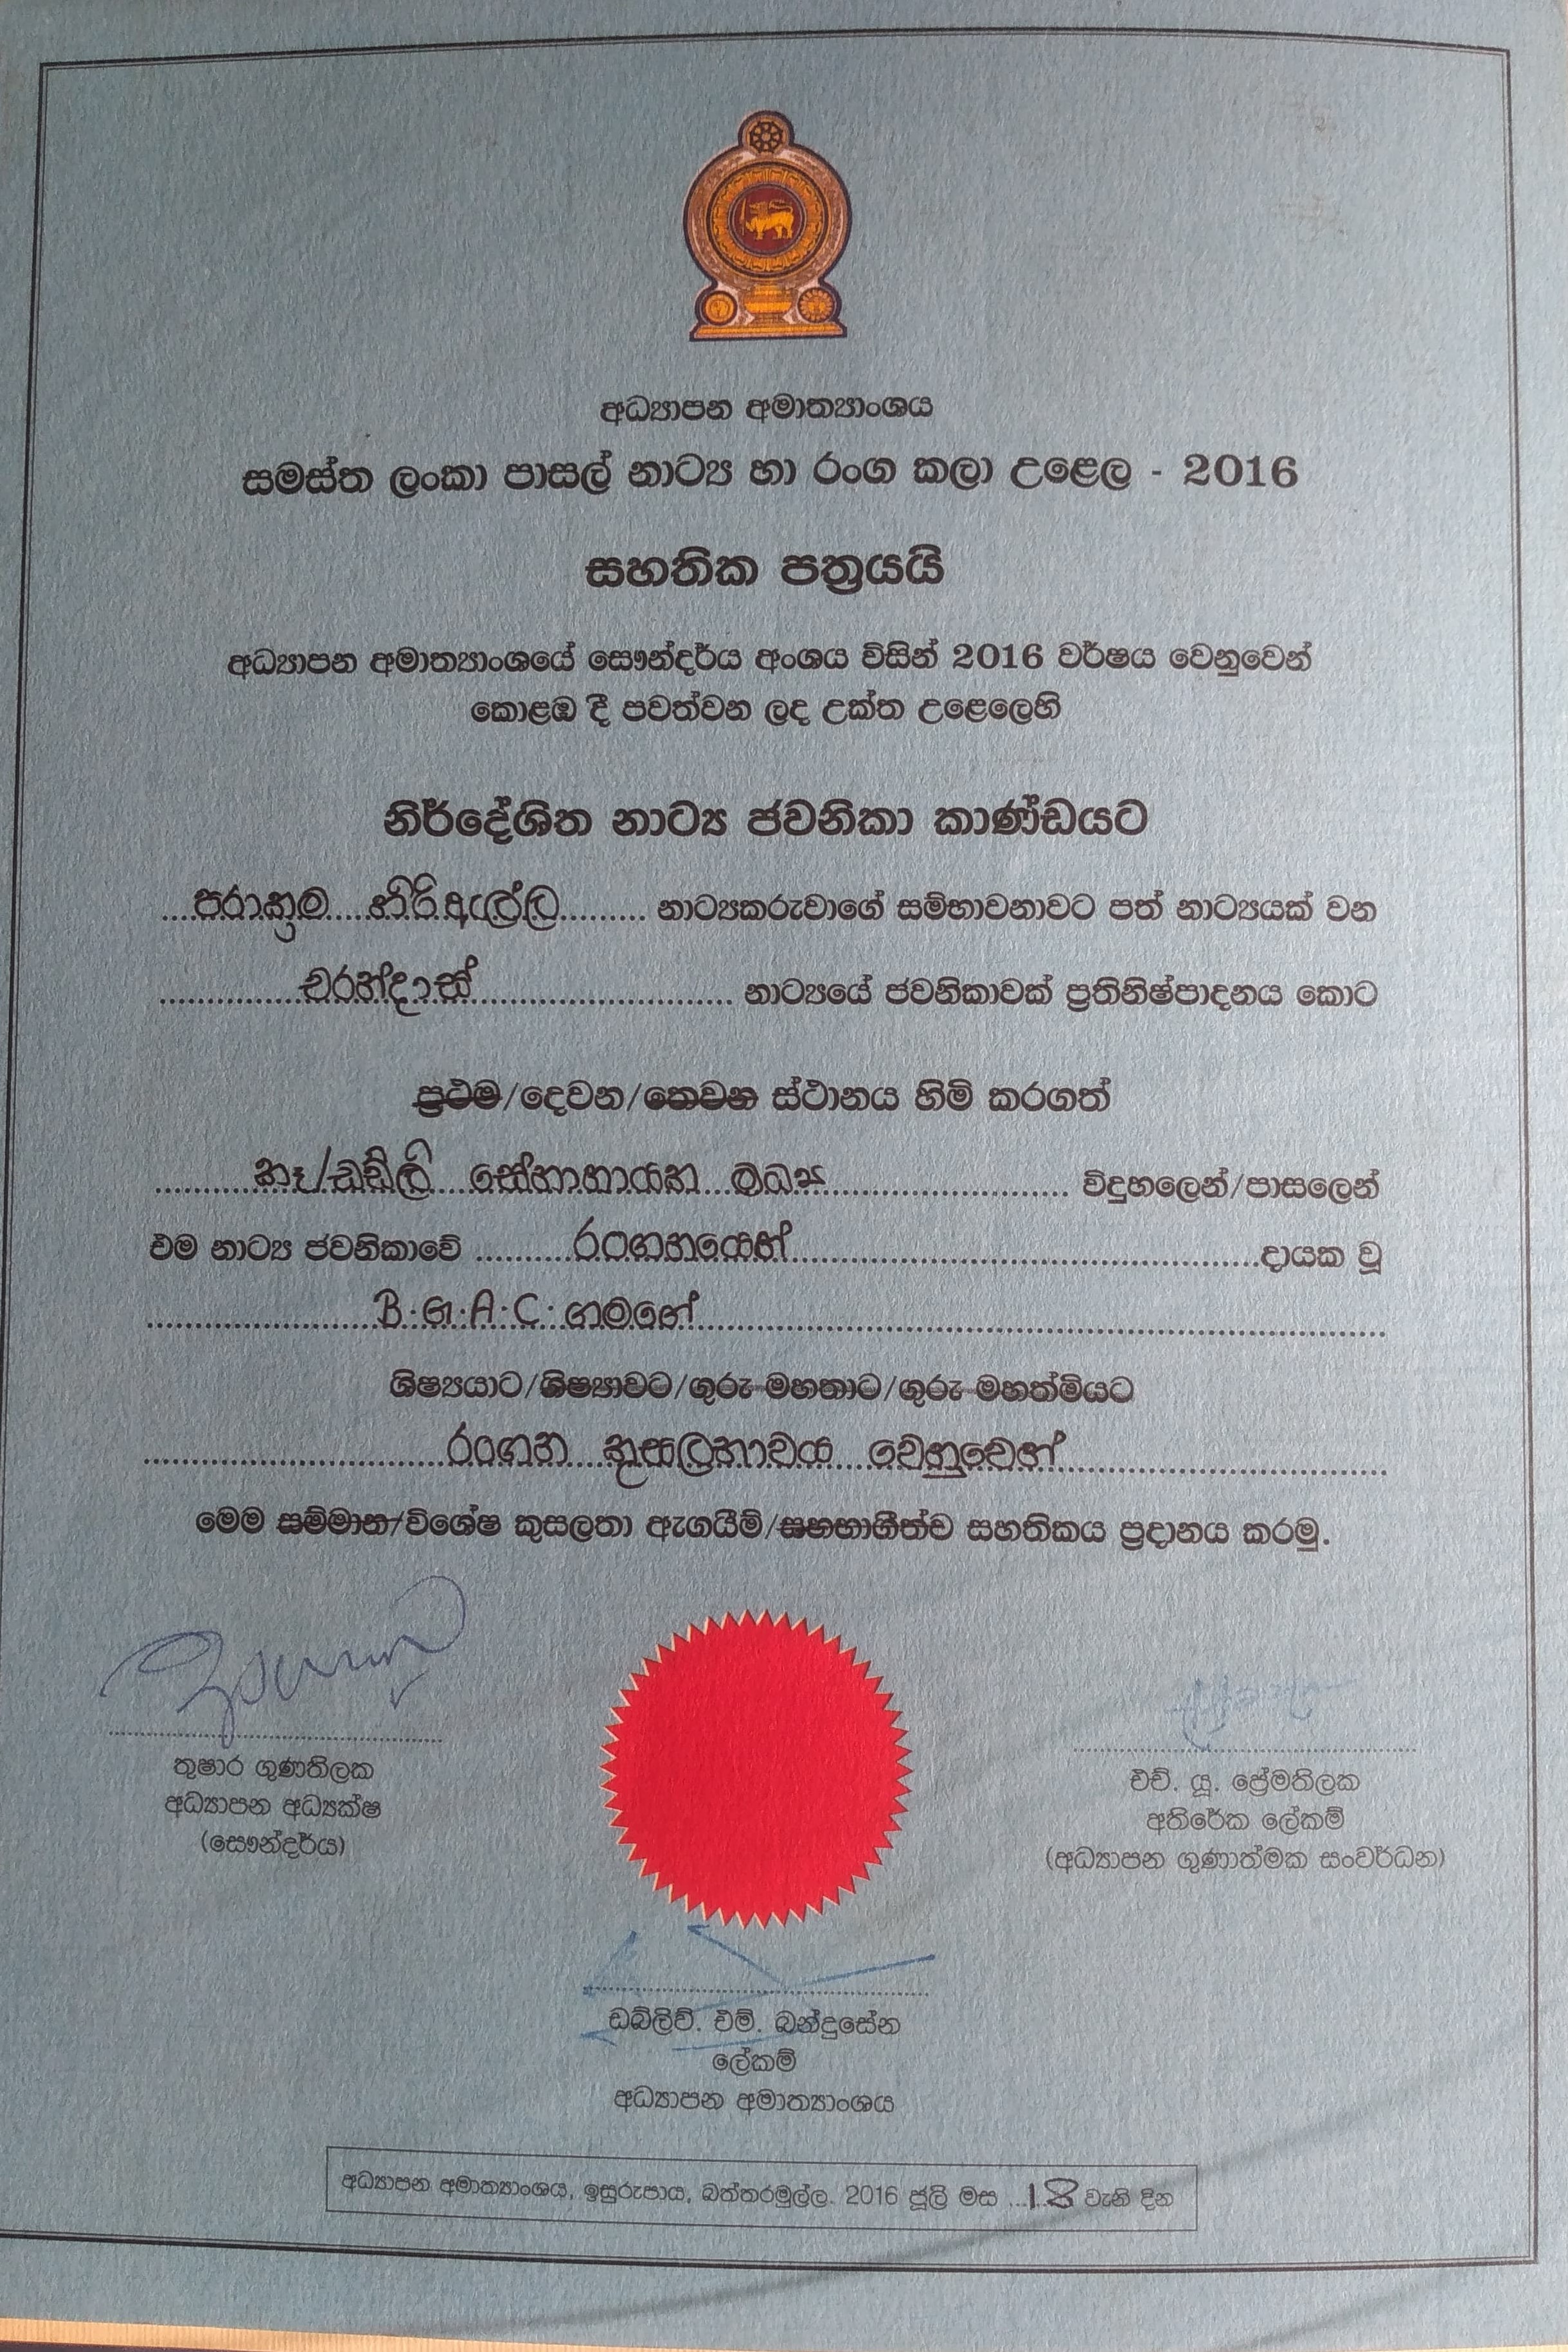 අධ්‍යාපන අමාත්‍යාංශය
සමස්ත ලංකා පාසල් නාට්‍ය හා රංග කලා උළෙල - 2016
සහතික පත්‍රයයි
අධ්‍යාපන අමාත්‍යාංශයේ සෞන්දර්ය අංශය විසින් 2016 වර්ෂය වෙනුවෙන්
කොළඹ දී පවත්වන ලද උක්ත උළෙලෙහි
නිර්දේශිත නාට්‍ය ජවනිකා කාණ්ඩයට
පරාක්‍රම නිරිඇල්ල නාට්‍යකරුවාගේ සම්භාවනාවට පත් නාට්‍යයක් වන
චරන්දාස් නාට්‍යයේ ජවනිකාවක් ප්‍රතිනිෂ්පාදනය කොට
ප්‍රථම/දෙවන/තෙවන ස්ථානය හිමි කරගත්
කෑ/ඩඩ්ලි සේනානායක මධ්‍ය විදුහලෙන්/පාසලෙන්
එම නාට්‍ය ජවනිකාවේ රංගනයෙන් දායක වූ
B.G.A.C. ගමගේ
ශිෂ්‍යයාට/ශිෂ්‍යාවට/ගුරු මහතාට/ගුරු මහත්මියට
රංගන කුසලතාවය වෙනුවෙන්
මෙම සම්මාන/විශේෂ කුසලතා ඇගයීම්/සහභාගීත්ව සහතිකය ප්‍රදානය කරමු.
තුෂාර ගුණතිලක
අධ්‍යාපන අධ්‍යක්ෂ
(සෞන්දර්ය)
එච්. යූ. ප්‍රේමතිලක
අතිරේක ලේකම්
(අධ්‍යාපන ගුණාත්මක සංවර්ධන)
ඩබ්ලිව්. එම්. බන්දුසේන
ලේකම්
අධ්‍යාපන අමාත්‍යාංශය
අධ්‍යාපන අමාත්‍යාංශය, ඉසුරුපාය, බත්තරමුල්ල. 2016 ජූලි මස 18 වැනි දින